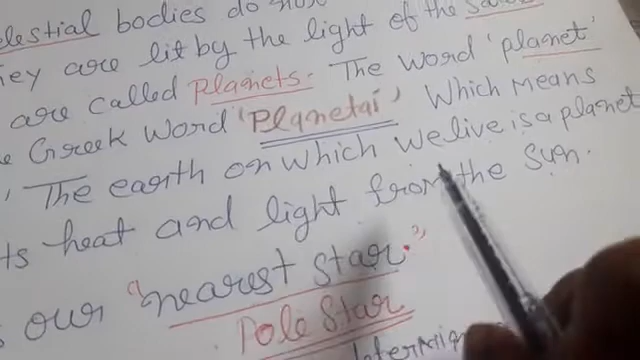 celestial bodies do not
They are lit by the light of the
are called Planets. The word 'planet'
Greek Word 'Planetai' Which Means
, The earth on which we live is a planet
its heat and light from the Sun.
our "nearest star."
Pole Star